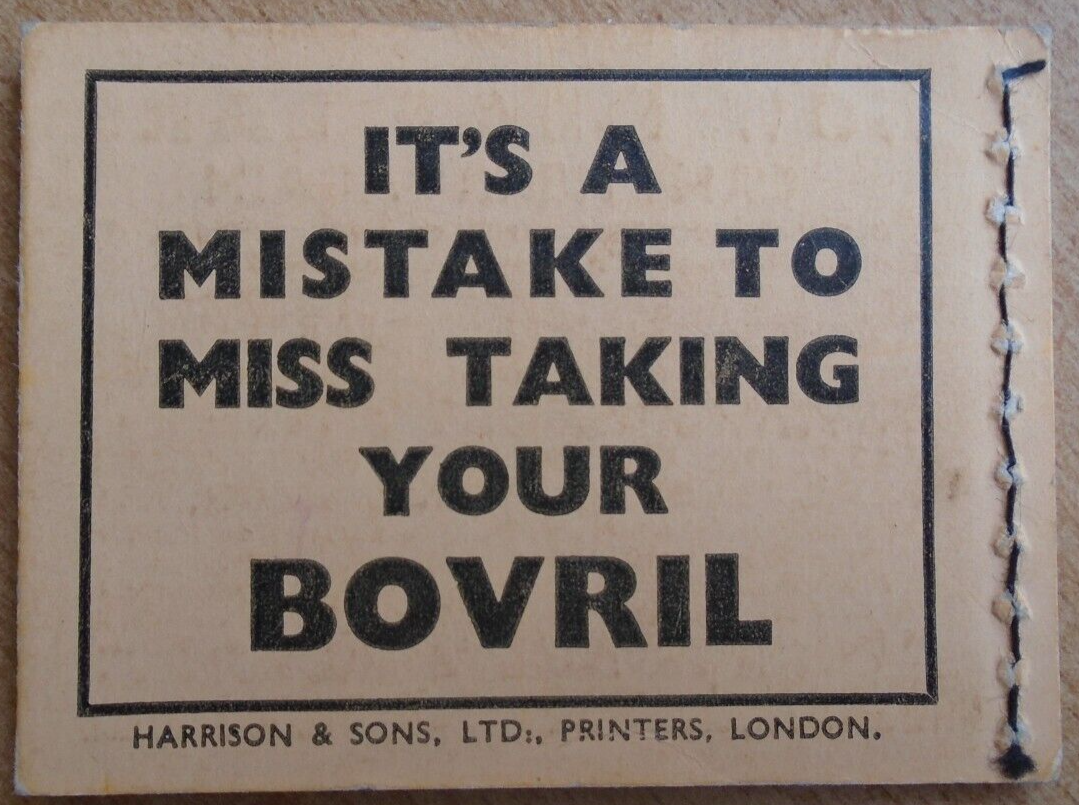 IT'S A
MISTAKE TO
MISS TAKING
YOUR
BOVRIL
HARRISON & SONS, LTD:, PRINTERS, LONDON.